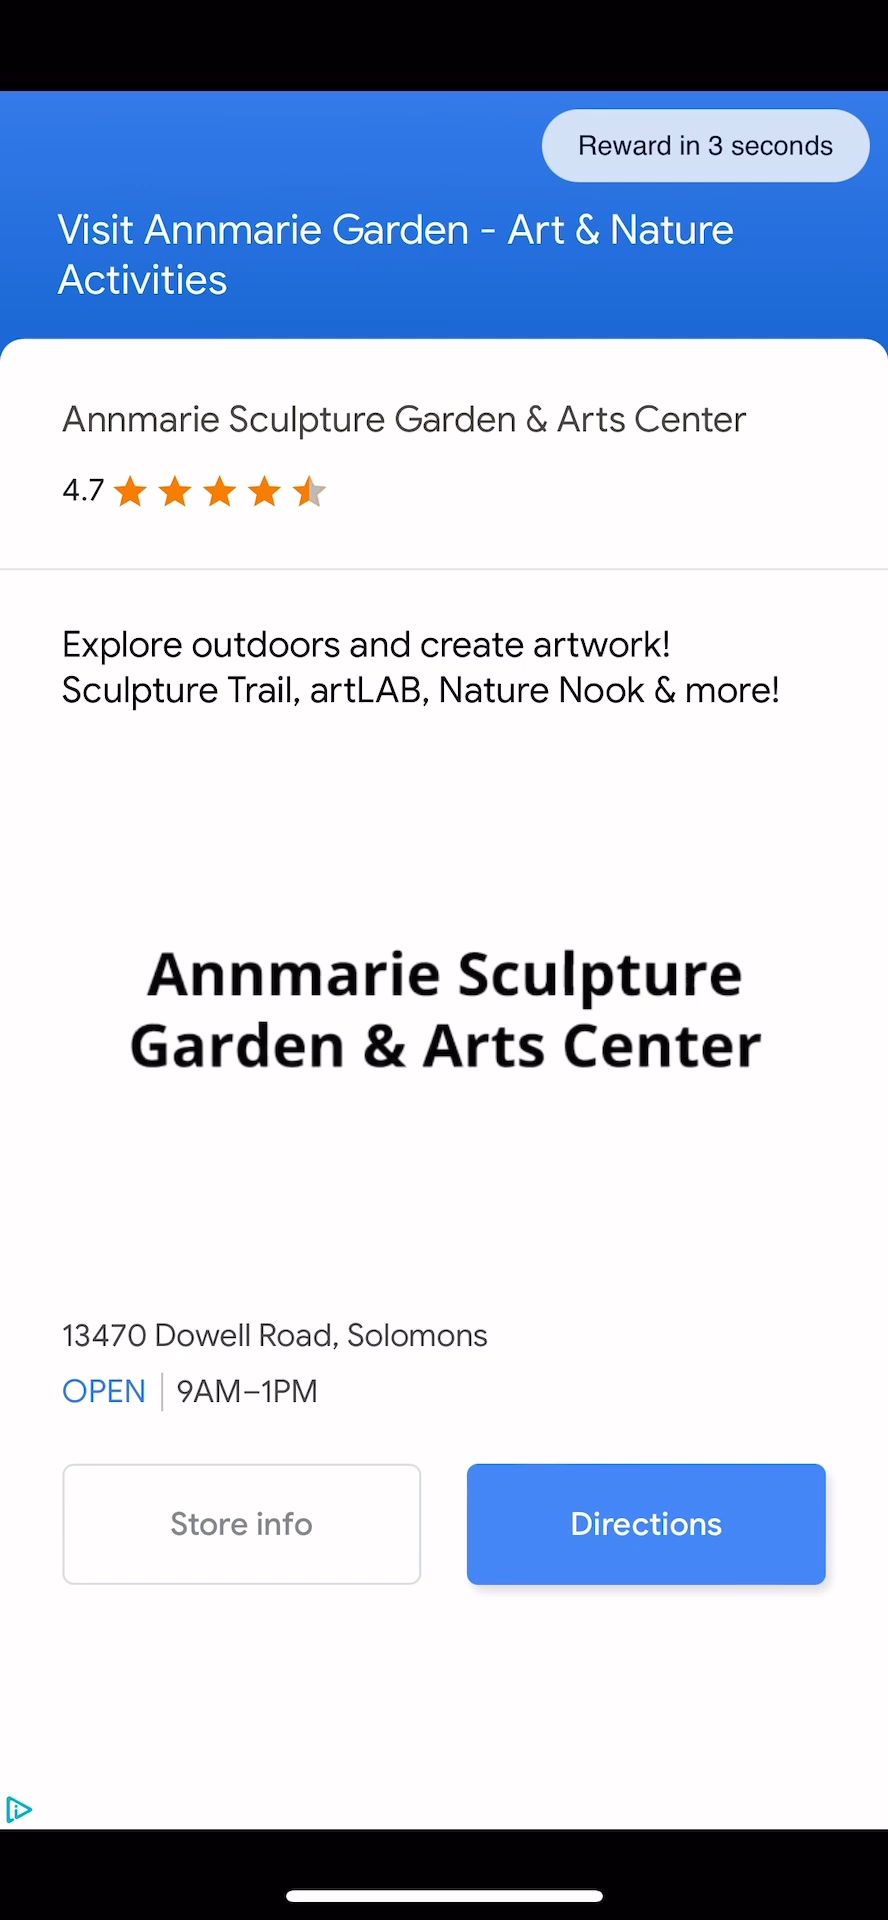 Reward in 3 seconds
Visit Annmarie Garden - Art & Nature
Activities
Annmarie Sculpture Garden & Arts Center
4.7
Explore outdoors and create artwork!
Sculpture Trail, artLAB, Nature Nook & more!
Annmarie Sculpture
Garden & Arts Center
13470 Dowell Road, Solomons
OPEN | 9AM–1PM
Store info
Directions